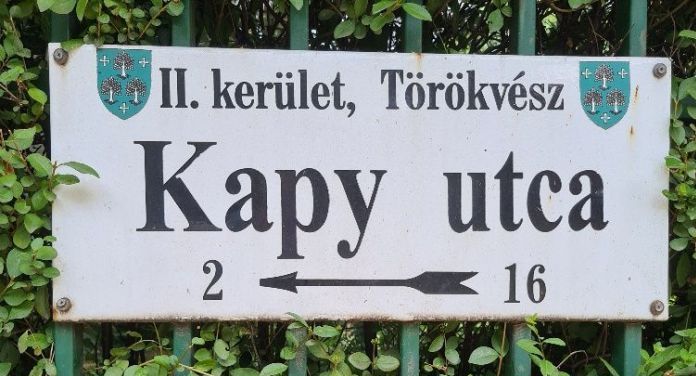 II. kerület, Törökvész
Kapy utca
2 16